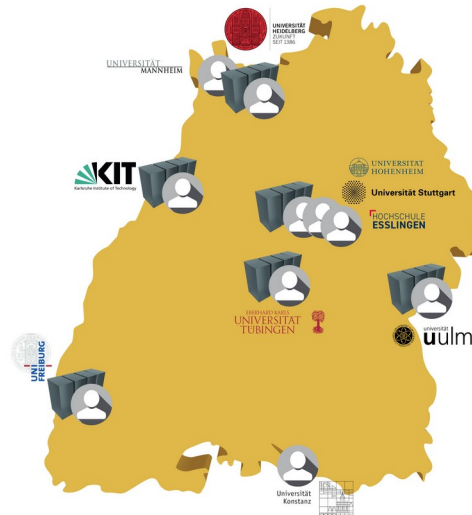 UNIVERSITÄT
HEIDELBERG
ZUKUNFT
SEIT 1386
UNIVERSITÄT
MANNHEIM
KIT
Karlsruhe Institute of Technology
UNIVERSITÄT
HOHENHEIM
Universität Stuttgart
HOCHSCHULE
ESSLINGEN
EBERHARD KARLS
UNIVERSITÄT
TÜBINGEN
universität
uulm
UNI
FREIBURG
Universität
Konstanz